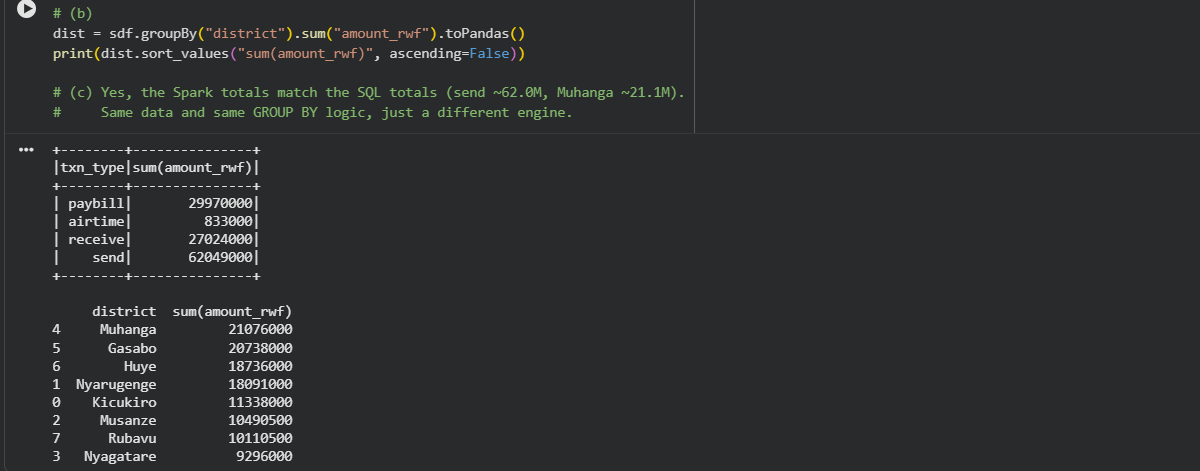 # (b)
dist = sdf.groupBy("district").sum("amount_rwf").toPandas()
print(dist.sort_values("sum(amount_rwf)", ascending=False))
# (c) Yes, the Spark totals match the SQL totals (send ~62.0M, Muhanga ~21.1M).
#     Same data and same GROUP BY logic, just a different engine.
+--------+---------------+
|txn_type|sum(amount_rwf)|
+--------+---------------+
| paybill|       29970000|
| airtime|         833000|
| receive|       27024000|
|    send|       62049000|
+--------+---------------+
     district  sum(amount_rwf)
4     Muhanga         21076000
5      Gasabo         20738000
6        Huye         18736000
1  Nyarugenge         18091000
0    Kicukiro         11338000
2     Musanze         10490500
7      Rubavu         10110500
3   Nyagatare          9296000